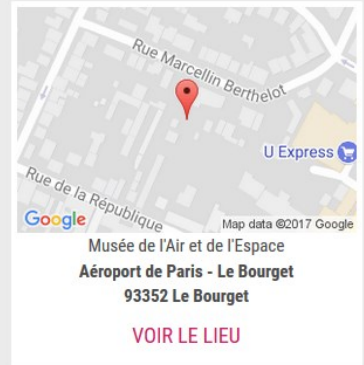 Rue Marcellin Berthelot
U Express
Rue de la République
Google
Map data ©2017 Google
Musée de l'Air et de l'Espace
Aéroport de Paris - Le Bourget
93352 Le Bourget
VOIR LE LIEU